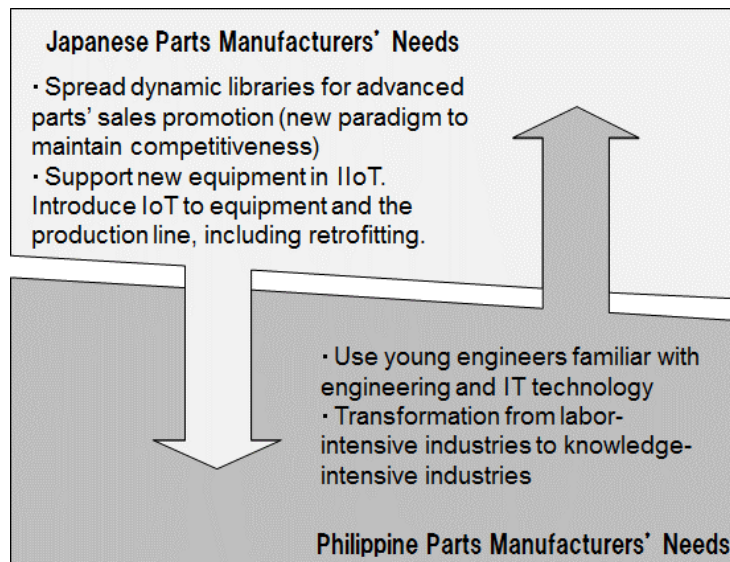 Japanese Parts Manufacturers' Needs
・Spread dynamic libraries for advanced
parts' sales promotion (new paradigm to
maintain competitiveness)
・Support new equipment in IIoT.
Introduce IoT to equipment and the
production line, including retrofitting.
・Use young engineers familiar with
engineering and IT technology
・Transformation from labor-
intensive industries to knowledge-
intensive industries
Philippine Parts Manufacturers' Needs